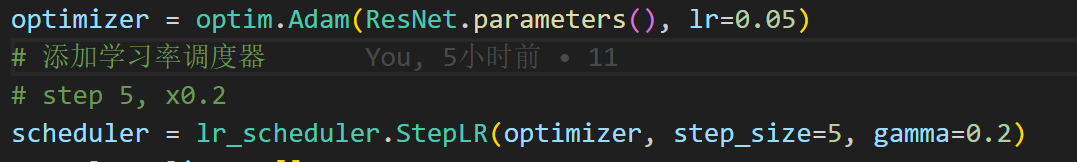 optimizer = optim.Adam(ResNet.parameters(), lr=0.05)
# 添加学习率调度器 You, 5小时前 • 11
# step 5, x0.2
scheduler = lr_scheduler.StepLR(optimizer, step_size=5, gamma=0.2)